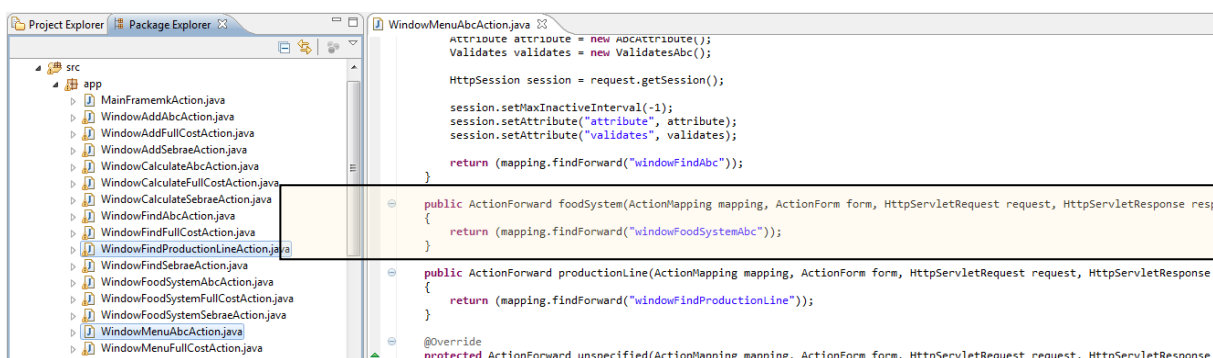 Project Explorer
Package Explorer
src
app
MainFramemkAction.java
WindowAddAbcAction.java
WindowAddFullCostAction.java
WindowAddSebraeAction.java
WindowCalculateAbcAction.java
WindowCalculateFullCostAction.java
WindowCalculateSebraeAction.java
WindowFindAbcAction.java
WindowFindFullCostAction.java
WindowFindProductionLineAction.java
WindowFindSebraeAction.java
WindowFoodSystemAbcAction.java
WindowFoodSystemFullCostAction.java
WindowFoodSystemSebraeAction.java
WindowMenuAbcAction.java
WindowMenuFullCostAction.java
WindowMenuAbcAction.java
Attribute attribute = new AbcAttribute();
Validates validates = new ValidatesAbc();
HttpSession session = request.getSession();
session.setMaxInactiveInterval(-1);
session.setAttribute("attribute", attribute);
session.setAttribute("validates", validates);
return (mapping.findForward("windowFindAbc"));
}
public ActionForward foodSystem(ActionMapping mapping, ActionForm form, HttpServletRequest request, HttpServletResponse resp
{
return (mapping.findForward("windowFoodSystemAbc"));
}
public ActionForward productionLine(ActionMapping mapping, ActionForm form, HttpServletRequest request, HttpServletResponse
{
return (mapping.findForward("windowFindProductionLine"));
}
@Override
protected ActionForward unspecified(ActionMapping mapping, ActionForm form, HttpServletRequest request, HttpServletResponse